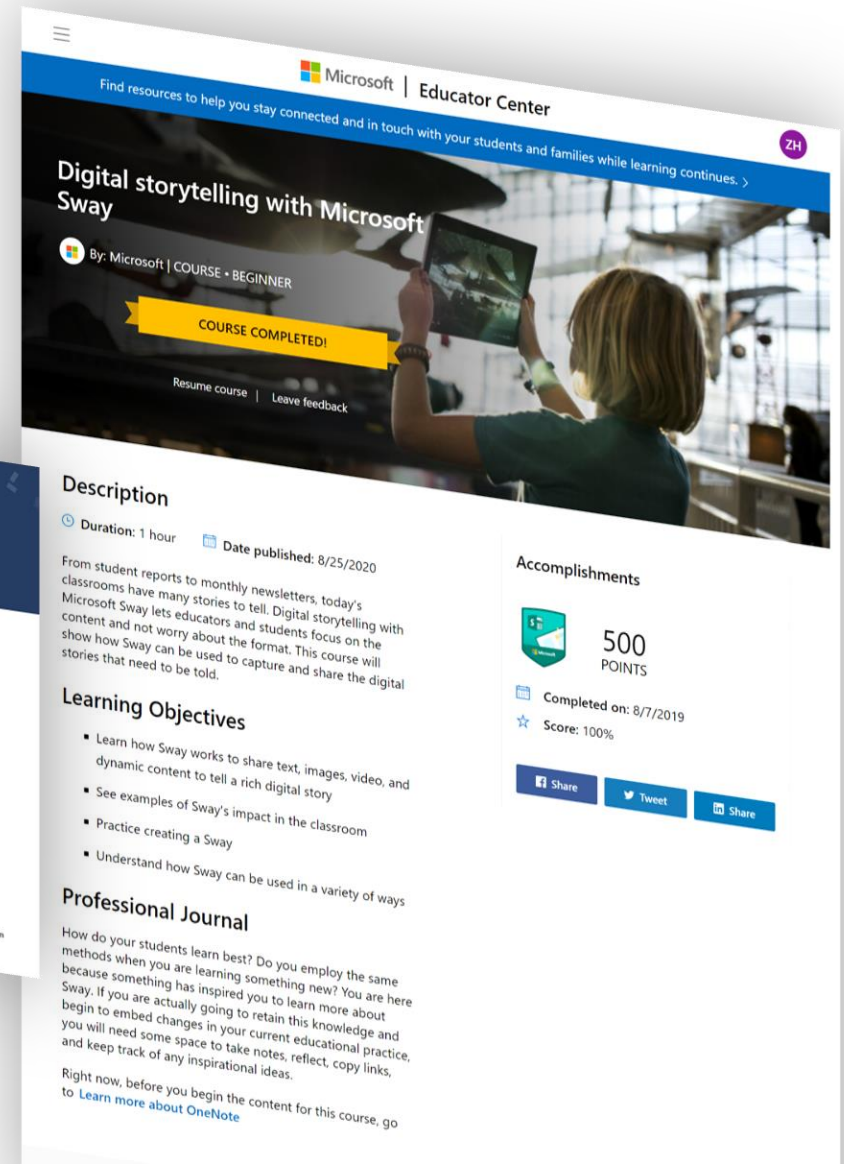 Microsoft | Educator Center
ZH
Find resources to help you stay connected and in touch with your students and families while learning continues. >
Digital storytelling with Microsoft
Sway
By: Microsoft | COURSE • BEGINNER
COURSE COMPLETED!
Resume course | Leave feedback
Description
Duration: 1 hour
Date published: 8/25/2020
From student reports to monthly newsletters, today's
classrooms have many stories to tell. Digital storytelling with
Microsoft Sway lets educators and students focus on the
content and not worry about the format. This course will
show how Sway can be used to capture and share the digital
stories that need to be told.
Learning Objectives
▪ Learn how Sway works to share text, images, video, and
dynamic content to tell a rich digital story
▪ See examples of Sway's impact in the classroom
▪ Practice creating a Sway
▪ Understand how Sway can be used in a variety of ways
Professional Journal
How do your students learn best? Do you employ the same
methods when you are learning something new? You are here
because something has inspired you to learn more about
Sway. If you are actually going to retain this knowledge and
begin to embed changes in your current educational practice,
you will need some space to take notes, reflect, copy links,
and keep track of any inspirational ideas.
Right now, before you begin the content for this course, go
to Learn more about OneNote
Accomplishments
500
POINTS
Completed on: 8/7/2019
Score: 100%
Share
Tweet
Share